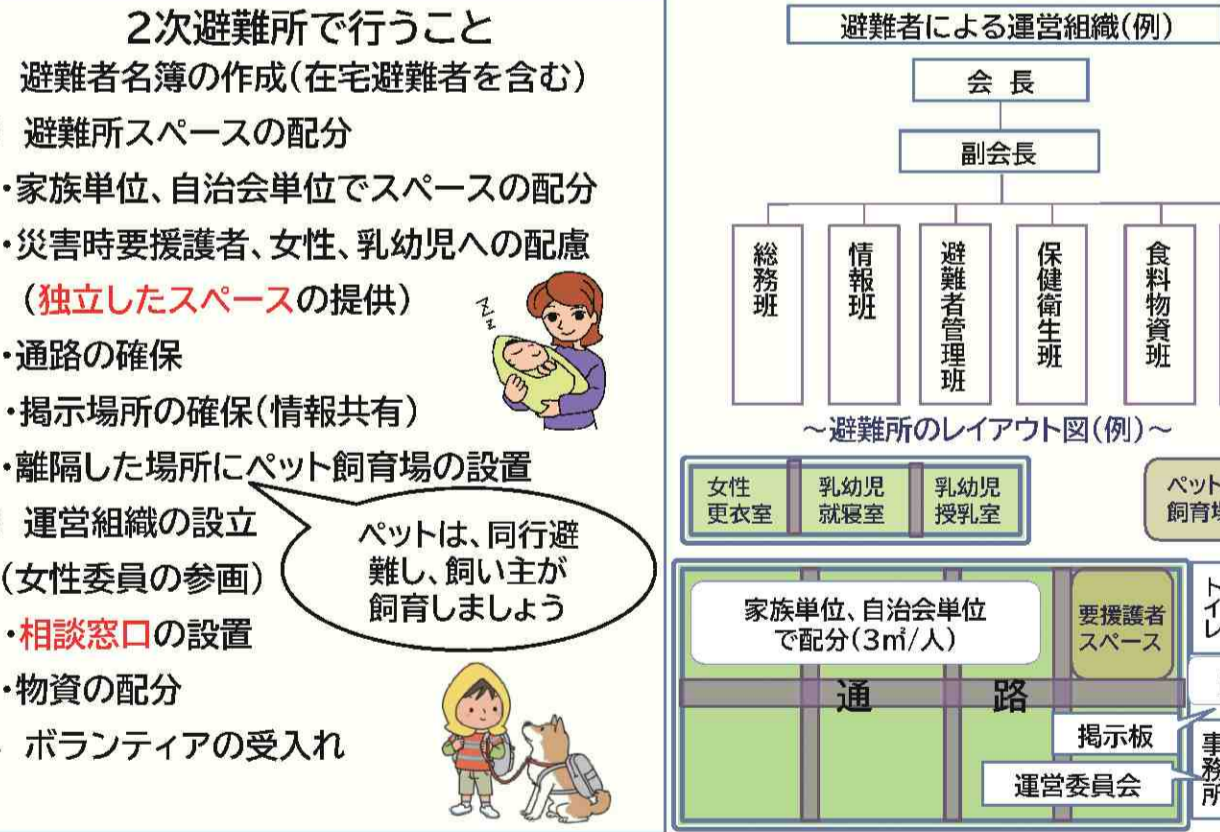 2次避難所で行うこと
避難者名簿の作成(在宅避難者を含む)
避難所スペースの配分
・家族単位、自治会単位でスペースの配分
・災害時要援護者、女性、乳幼児への配慮
(独立したスペースの提供)
・通路の確保
・掲示場所の確保(情報共有)
・離隔した場所にペット飼育場の設置
運営組織の設立
(女性委員の参画)
・相談窓口の設置
・物資の配分
ボランティアの受入れ
zz
ペットは、同行避
難し、飼い主が
飼育しましょう
避難者による運営組織(例)
会 長
副会長
総務班
情報班
避難者管理班
保健衛生班
食料物資班
～避難所のレイアウト図(例)～
女性
更衣室
乳幼児
就寝室
乳幼児
授乳室
ペット
飼育場
家族単位、自治会単位
で配分(3㎡/人)
要援護者
スペース
トイレ
通 路
掲示板
運営委員会
事務所